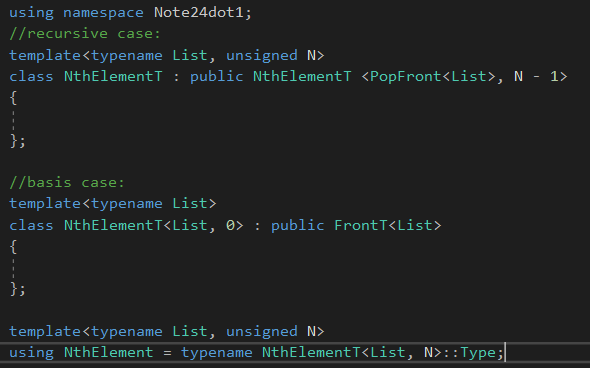 using namespace Note24dot1;
//recursive case:
template<typename List, unsigned N>
class NthElementT : public NthElementT <PopFront<List>, N - 1>
{
};
//basis case:
template<typename List>
class NthElementT<List, 0> : public FrontT<List>
{
};
template<typename List, unsigned N>
using NthElement = typename NthElementT<List, N>::Type;